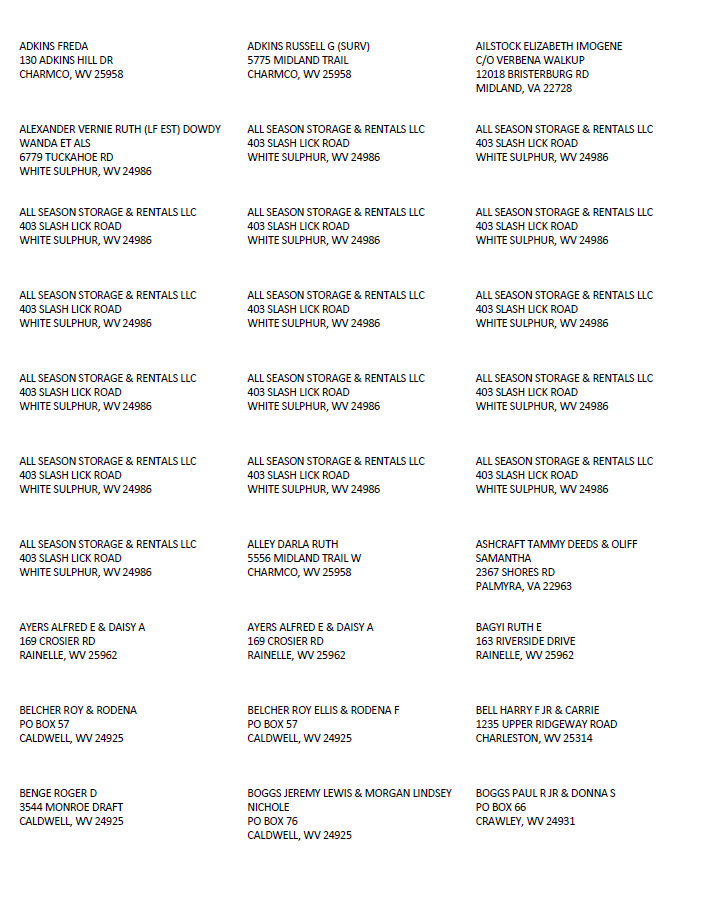 ADKINS FREDA
130 ADKINS HILL DR
CHARMCO, WV 25958
ADKINS RUSSELL G (SURV)
5775 MIDLAND TRAIL
CHARMCO, WV 25958
AILSTOCK ELIZABETH IMOGENE
C/O VERBENA WALKUP
12018 BRISTERBURG RD
MIDLAND, VA 22728
ALEXANDER VERNIE RUTH (LF EST) DOWDY
WANDA ET ALS
6779 TUCKAHOE RD
WHITE SULPHUR, WV 24986
ALL SEASON STORAGE & RENTALS LLC
403 SLASH LICK ROAD
WHITE SULPHUR, WV 24986
ALL SEASON STORAGE & RENTALS LLC
403 SLASH LICK ROAD
WHITE SULPHUR, WV 24986
ALL SEASON STORAGE & RENTALS LLC
403 SLASH LICK ROAD
WHITE SULPHUR, WV 24986
ALL SEASON STORAGE & RENTALS LLC
403 SLASH LICK ROAD
WHITE SULPHUR, WV 24986
ALL SEASON STORAGE & RENTALS LLC
403 SLASH LICK ROAD
WHITE SULPHUR, WV 24986
ALL SEASON STORAGE & RENTALS LLC
403 SLASH LICK ROAD
WHITE SULPHUR, WV 24986
ALL SEASON STORAGE & RENTALS LLC
403 SLASH LICK ROAD
WHITE SULPHUR, WV 24986
ALL SEASON STORAGE & RENTALS LLC
403 SLASH LICK ROAD
WHITE SULPHUR, WV 24986
ALL SEASON STORAGE & RENTALS LLC
403 SLASH LICK ROAD
WHITE SULPHUR, WV 24986
ALL SEASON STORAGE & RENTALS LLC
403 SLASH LICK ROAD
WHITE SULPHUR, WV 24986
ALL SEASON STORAGE & RENTALS LLC
403 SLASH LICK ROAD
WHITE SULPHUR, WV 24986
ALL SEASON STORAGE & RENTALS LLC
403 SLASH LICK ROAD
WHITE SULPHUR, WV 24986
ALL SEASON STORAGE & RENTALS LLC
403 SLASH LICK ROAD
WHITE SULPHUR, WV 24986
ALL SEASON STORAGE & RENTALS LLC
403 SLASH LICK ROAD
WHITE SULPHUR, WV 24986
ALL SEASON STORAGE & RENTALS LLC
403 SLASH LICK ROAD
WHITE SULPHUR, WV 24986
ALLEY DARLA RUTH
5556 MIDLAND TRAIL W
CHARMCO, WV 25958
ASHCRAFT TAMMY DEEDS & OLIFF
SAMANTHA
2367 SHORES RD
PALMYRA, VA 22963
AYERS ALFRED E & DAISY A
169 CROSIER RD
RAINELLE, WV 25962
AYERS ALFRED E & DAISY A
169 CROSIER RD
RAINELLE, WV 25962
BAGYI RUTH E
163 RIVERSIDE DRIVE
RAINELLE, WV 25962
BELCHER ROY & RODENA
PO BOX 57
CALDWELL, WV 24925
BELCHER ROY ELLIS & RODENA F
PO BOX 57
CALDWELL, WV 24925
BELL HARRY F JR & CARRIE
1235 UPPER RIDGEWAY ROAD
CHARLESTON, WV 25314
BENGE ROGER D
3544 MONROE DRAFT
CALDWELL, WV 24925
BOGGS JEREMY LEWIS & MORGAN LINDSEY
NICHOLE
PO BOX 76
CALDWELL, WV 24925
BOGGS PAUL R JR & DONNA S
PO BOX 66
CRAWLEY, WV 24931